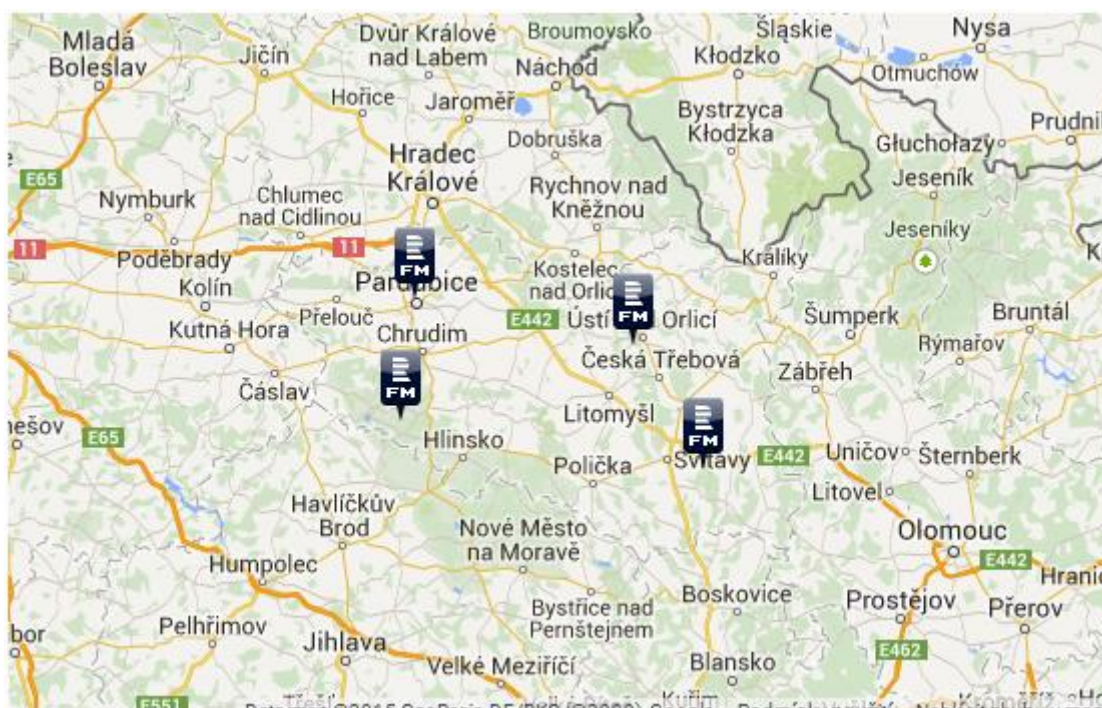 Broumovsko
Śląskie
Nysa
Mladá
Boleslav
Jičín
Dvůr Králové
nad Labem
Náchod
Kłodzko
Otmuchów
Hořice
Jaroměř
Bystrzyca
Kłodzka
Prudnik
Dobruška
Głuchołazy
E65
Hradec
Králové
Rychnov nad
Kněžnou
Jeseník
Nymburk
Chlumec
nad Cidlinou
Jeseníky
11
11
Poděbrady
FM
Kostelec
nad Orlicí
Králíky
Kolín
Pardubice
Přelouč
FM
E442
Ústí nad Orlicí
Šumperk
Bruntál
Kutná Hora
Chrudim
Česká Třebová
Rýmařov
Čáslav
FM
Zábřeh
Litomyšl
E65
Hlinsko
FM
Polička
Svitavy
E442
Uničov
Šternberk
Litovel
Havlíčkův
Brod
Nové Město
na Moravě
Olomouc
E442
Humpolec
Boskovice
Bystřice nad
Pernštejnem
Prostějov
Přerov
Pelhřimov
Jihlava
E462
Velké Meziříčí
Blansko
E551